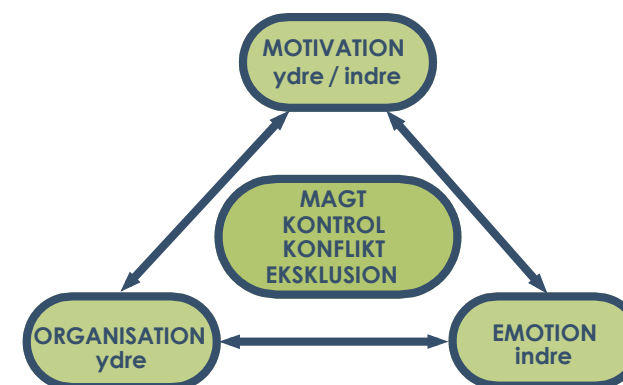 MOTIVATION
ydre / indre
MAGT
KONTROL
KONFLIKT
EKSKLUSION
ORGANISATION
ydre
EMOTION
indre